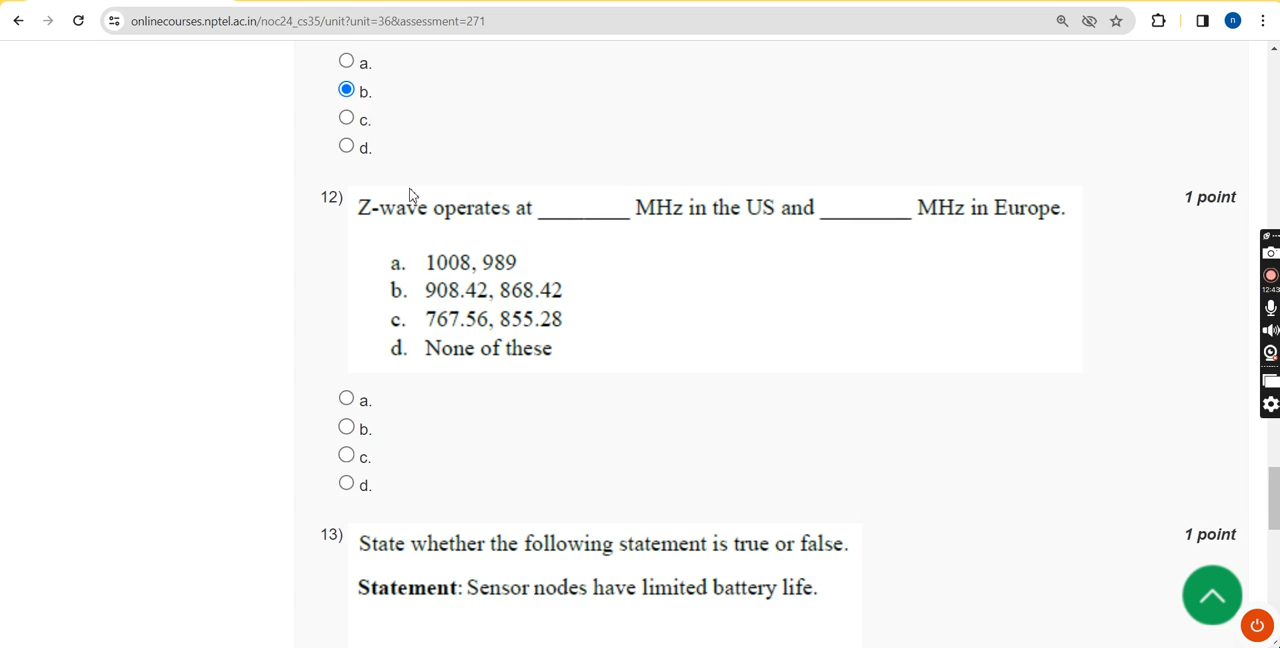 onlinecourses.nptel.ac.in/noc24_cs35/unit?unit=36&assessment=271
n
a.
b.
c.
d.
12)
Z-wave operates at ________ MHz in the US and ________ MHz in Europe.
1 point
a. 1008, 989
b. 908.42, 868.42
c. 767.56, 855.28
d. None of these
a.
b.
c.
d.
13)
State whether the following statement is true or false.
1 point
Statement: Sensor nodes have limited battery life.
12:43